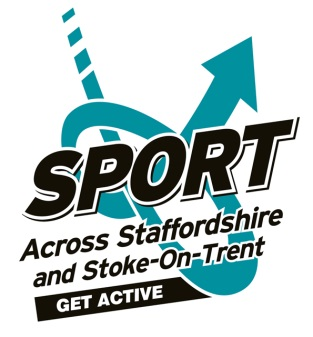 SPORT
Across Staffordshire
and Stoke-On-Trent
GET ACTIVE